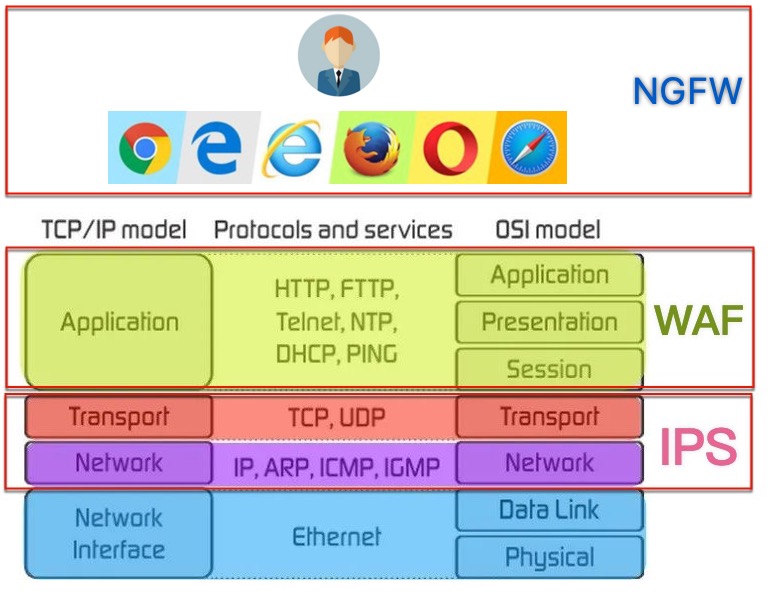 NGFW
TCP/IP model Protocols and services OSI model
Application
HTTP, FTTP,
Telnet, NTP,
DHCP, PING
Application
Presentation
Session
WAF
Transport TCP, UDP Transport
Network IP, ARP, ICMP, IGMP Network
IPS
Network
Interface
Ethernet
Data Link
Physical